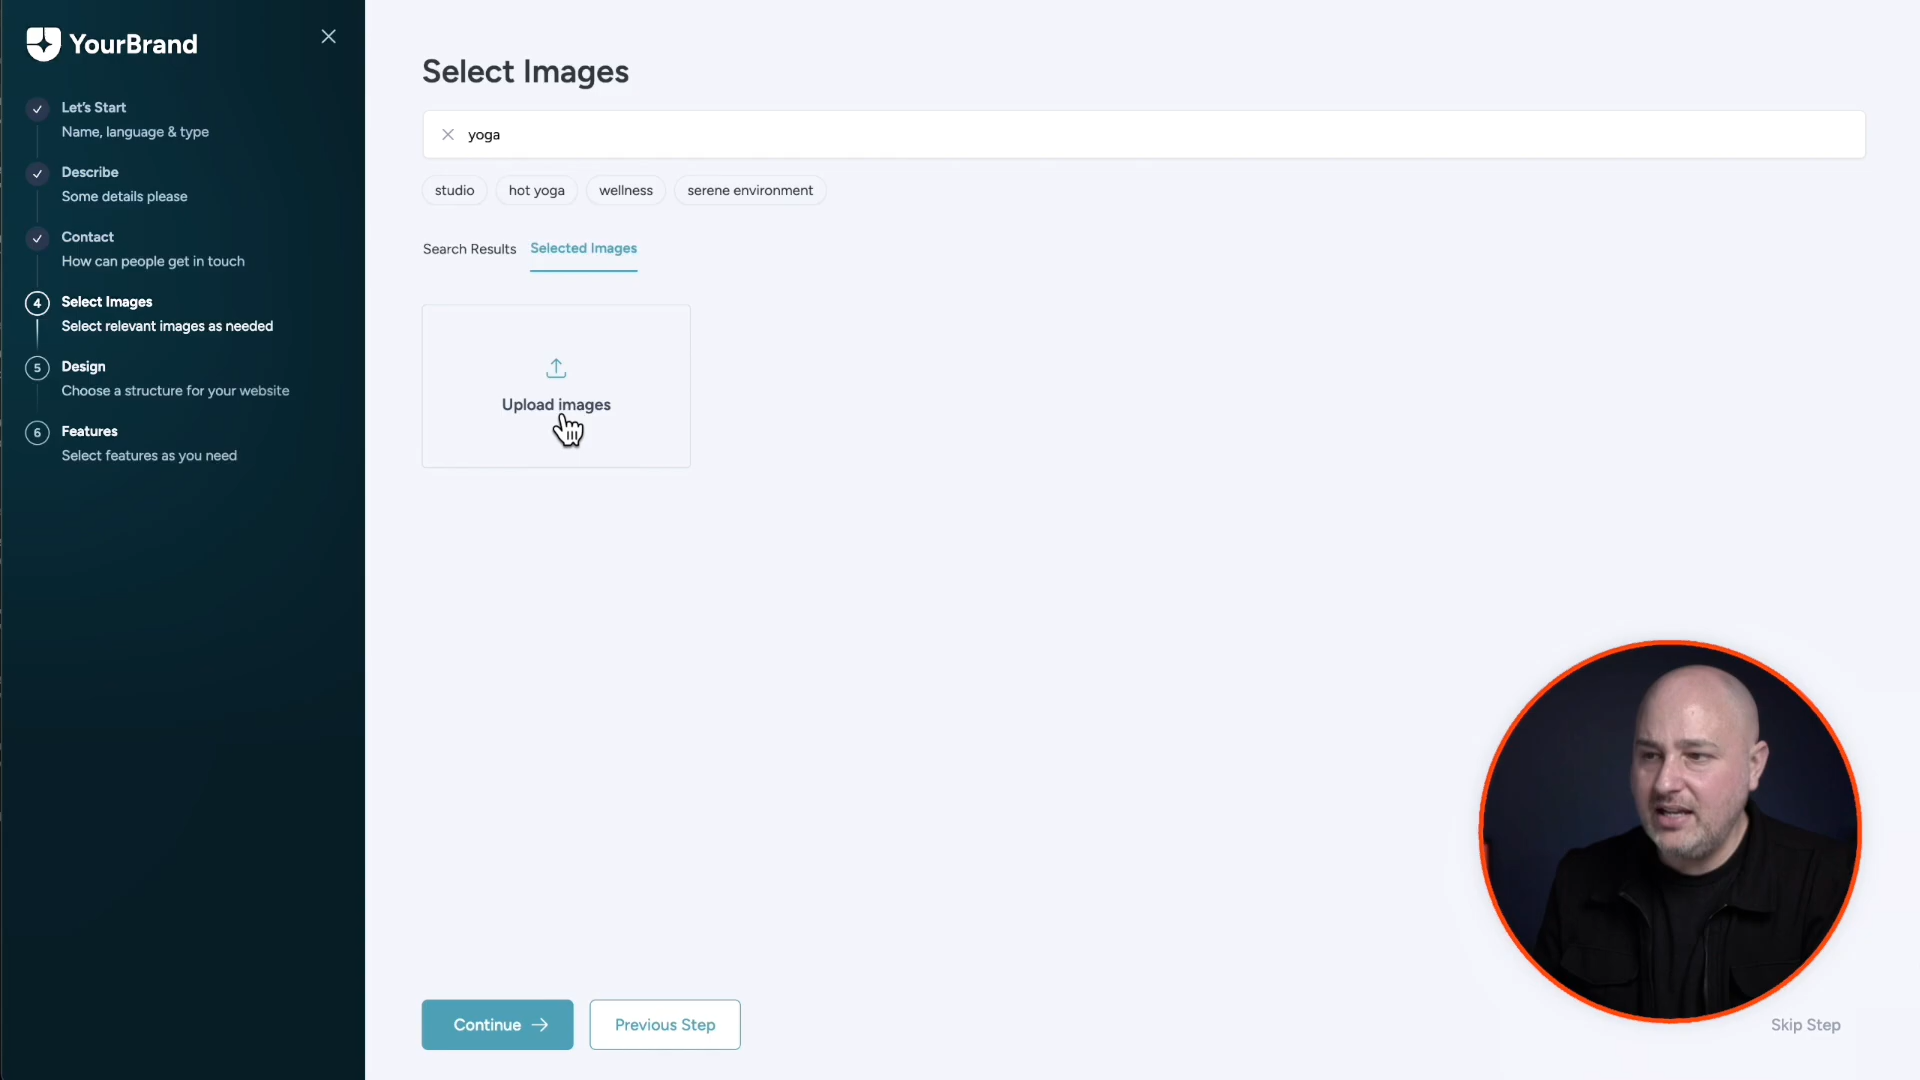 YourBrand
Let's Start
Name, language & type
Describe
Some details please
Contact
How can people get in touch
4
Select Images
Select relevant images as needed
5
Design
Choose a structure for your website
6
Features
Select features as you need
Select Images
yoga
studio
hot yoga
wellness
serene environment
Search Results
Selected Images
Upload images
Continue
Previous Step
Skip Step